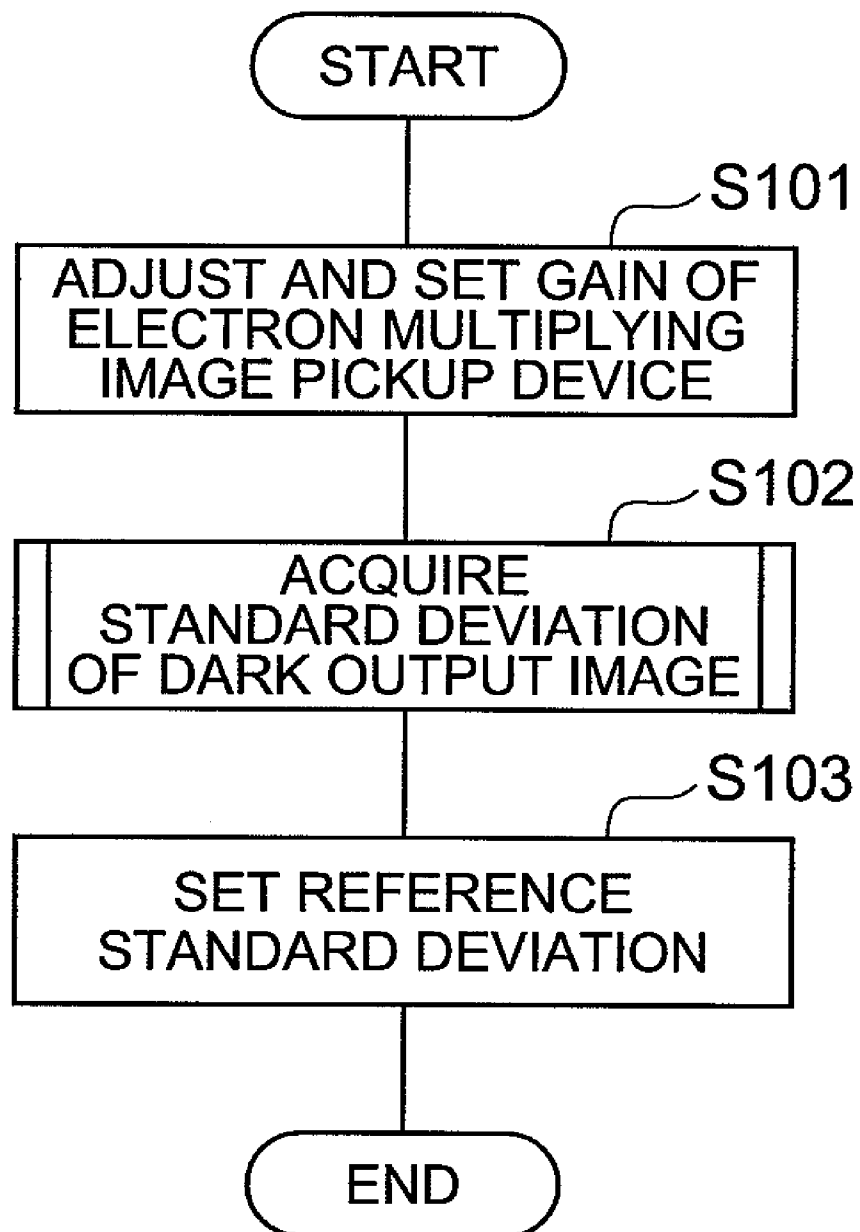 START
S101
ADJUST AND SET GAIN OF
ELECTRON MULTIPLYING
IMAGE PICKUP DEVICE
S102
ACQUIRE
STANDARD DEVIATION
OF DARK OUTPUT IMAGE
S103
SET REFERENCE
STANDARD DEVIATION
END